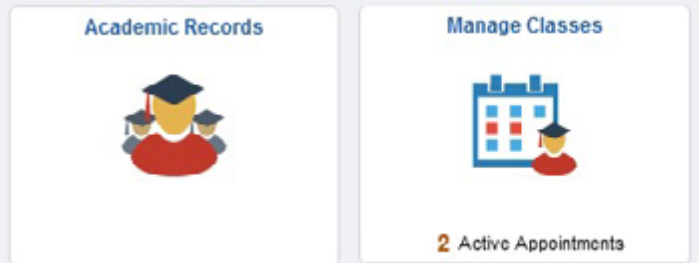 Academic Records
Manage Classes
2 Active Appointments